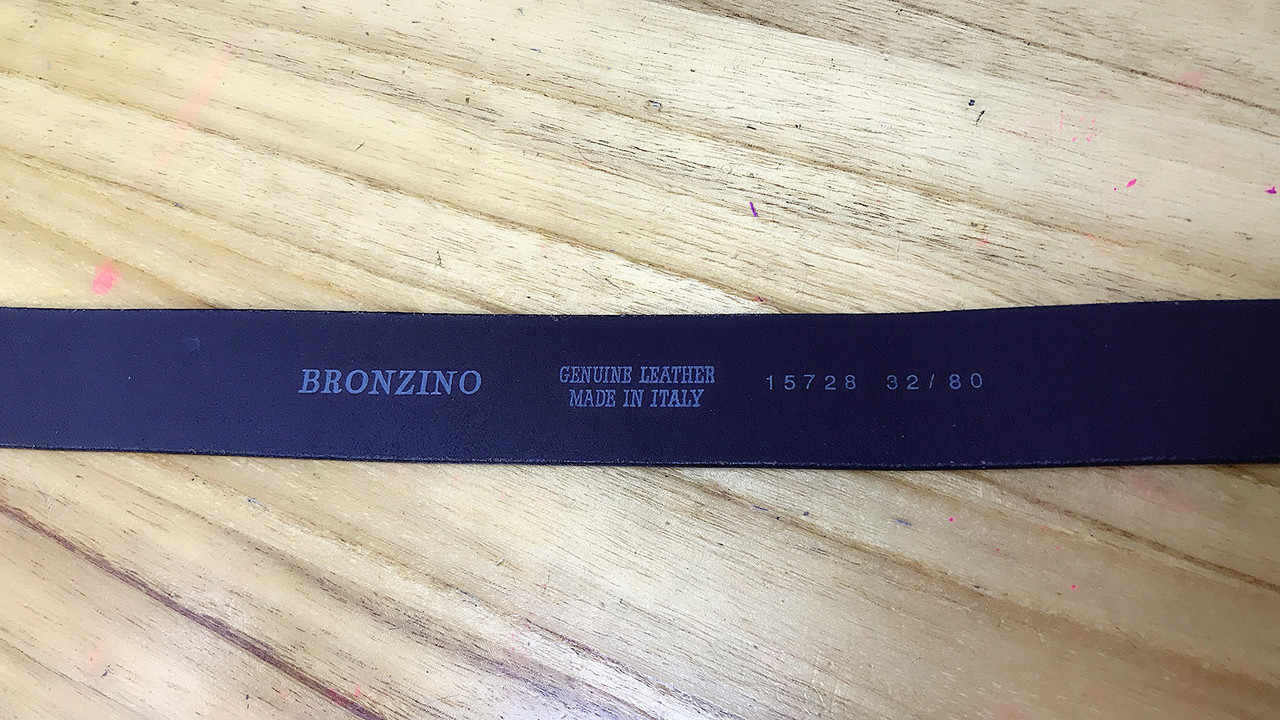 BRONZINO
GENUINE LEATHER
MADE IN ITALY
15728 32/80